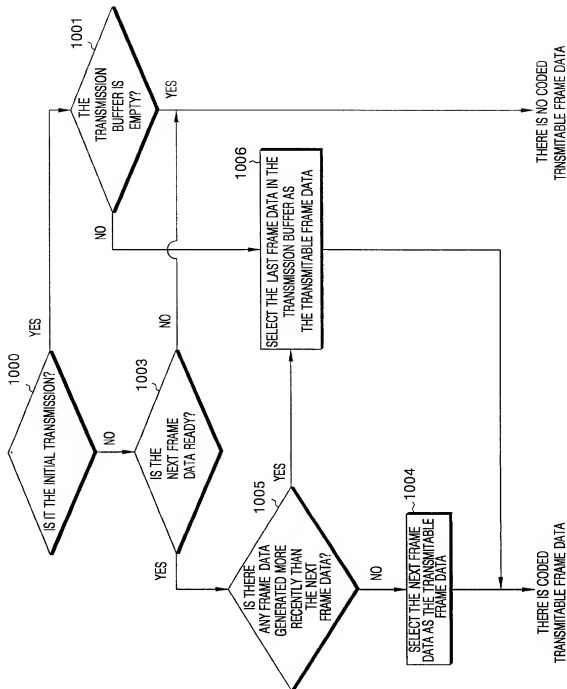 1000
IS IT THE INITIAL TRANSMISSION?
YES
NO
1001
THE
TRANSMISSION
BUFFER IS
EMPTY?
YES
NO
1003
IS THE
NEXT FRAME
DATA READY?
NO
YES
1005
IS THERE
ANY FRAME DATA
GENERATED MORE
RECENTLY THAN
THE NEXT
FRAME DATA?
YES
NO
1006
SELECT THE LAST FRAME DATA IN THE
TRANSMISSION BUFFER AS
THE TRANSMITABLE FRAME DATA
1004
SELECT THE NEXT FRAME
DATA AS THE TRANSMITABLE
FRAME DATA
THERE IS CODED
TRANSMITABLE FRAME DATA
THERE IS NO CODED
TRNSMITABLE FRAME DATA